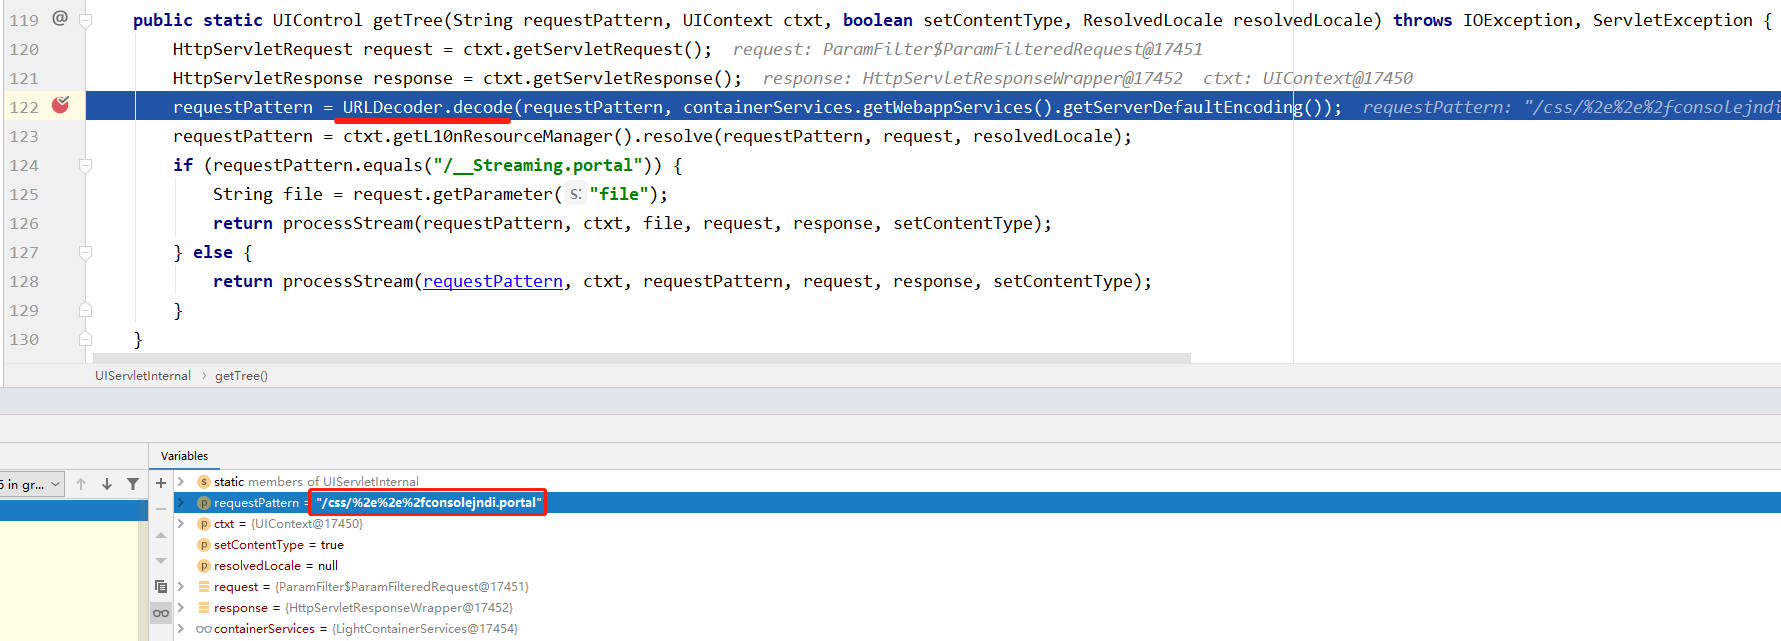 119 @ public static UIControl getTree(String requestPattern, UIContext ctxt, boolean setContentType, ResolvedLocale resolvedLocale) throws IOException, ServletException {
120 HttpServletRequest request = ctxt.getServletRequest(); request: ParamFilter$ParamFilteredRequest@17451
121 HttpServletResponse response = ctxt.getServletResponse(); response: HttpServletResponseWrapper@17452 ctxt: UIContext@17450
122 requestPattern = URLDecoder.decode(requestPattern, containerServices.getWebappServices().getServerDefaultEncoding()); requestPattern: "/css/%2e%2e%2fconsolejndi
123 requestPattern = ctxt.getL10nResourceManager().resolve(requestPattern, request, resolvedLocale);
124 if (requestPattern.equals("/__Streaming.portal")) {
125 String file = request.getParameter( s: "file");
126 return processStream(requestPattern, ctxt, file, request, response, setContentType);
127 } else {
128 return processStream(requestPattern, ctxt, requestPattern, request, response, setContentType);
129 }
130 }
UIServletInternal › getTree()
Variables
5 in gr...
s static members of UIServletInternal
p requestPattern = "/css/%2e%2e%2fconsolejndi.portal"
p ctxt = {UIContext@17450}
p setContentType = true
p resolvedLocale = null
request = {ParamFilter$ParamFilteredRequest@17451}
response = {HttpServletResponseWrapper@17452}
containerServices = {LightContainerServices@17454}